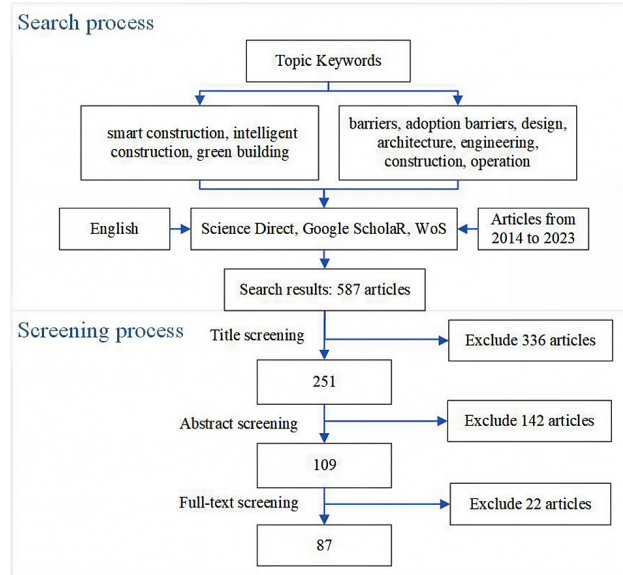 Search process
Topic Keywords
smart construction, intelligent
construction, green building
barriers, adoption barriers, design,
architecture, engineering,
construction, operation
English
Science Direct, Google ScholaR, WoS
Articles from
2014 to 2023
Search results: 587 articles
Screening process
Title screening
Exclude 336 articles
251
Abstract screening
Exclude 142 articles
109
Full-text screening
Exclude 22 articles
87